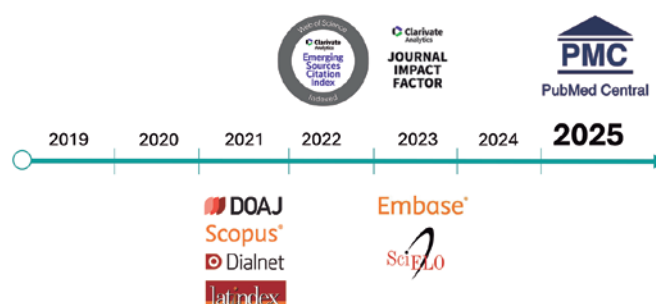 Web of Science
Clarivate
Analytics
Emerging
Sources
Citation
Index
Indexed
Clarivate
Analytics
JOURNAL
IMPACT
FACTOR
PMC
PubMed Central
2019
2020
2021
2022
2023
2024
2025
DOAJ
Scopus®
Dialnet
latindex
Embase®
SciELO